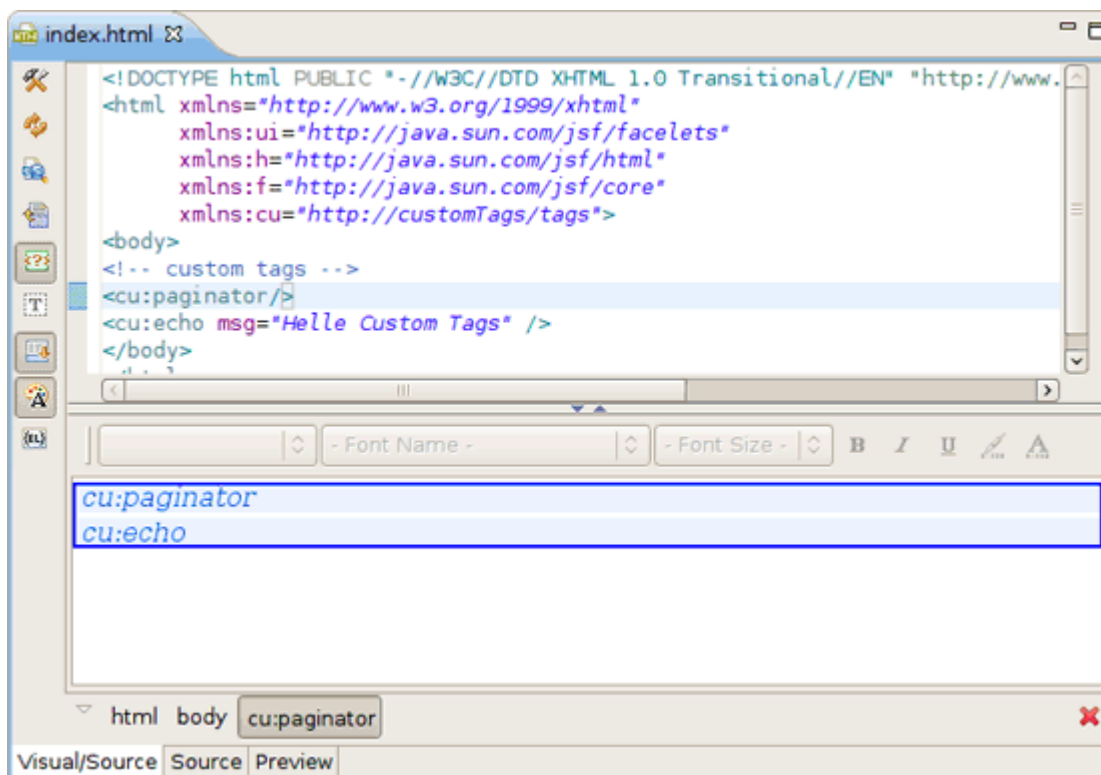 index.html
<!DOCTYPE html PUBLIC "-//W3C//DTD XHTML 1.0 Transitional//EN" "http://www.
<html xmlns="http://www.w3.org/1999/xhtml"
xmlns:ui="http://java.sun.com/jsf/facelets"
xmlns:h="http://java.sun.com/jsf/html"
xmlns:f="http://java.sun.com/jsf/core"
xmlns:cu="http://customTags/tags">
<body>
<!-- custom tags -->
<cu:paginator/>
<cu:echo msg="Helle Custom Tags" />
</body>
- Font Name - - Font Size - B I U A
cu:paginator
cu:echo
html body cu:paginator
Visual/Source Source Preview